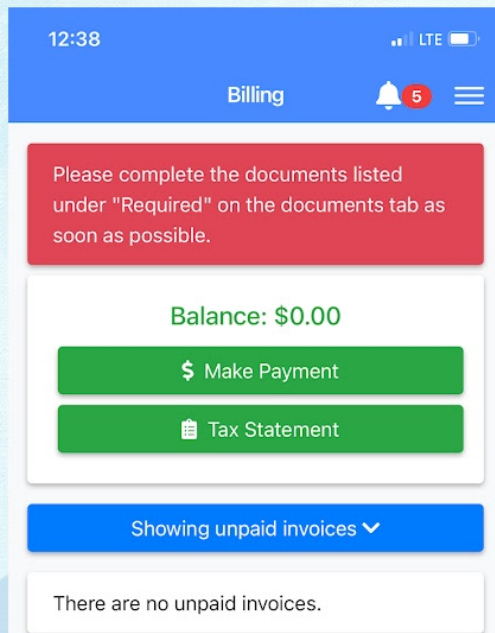 12:38
LTE
Billing
5
Please complete the documents listed
under "Required" on the documents tab as
soon as possible.
Balance: $0.00
$ Make Payment
Tax Statement
Showing unpaid invoices
There are no unpaid invoices.